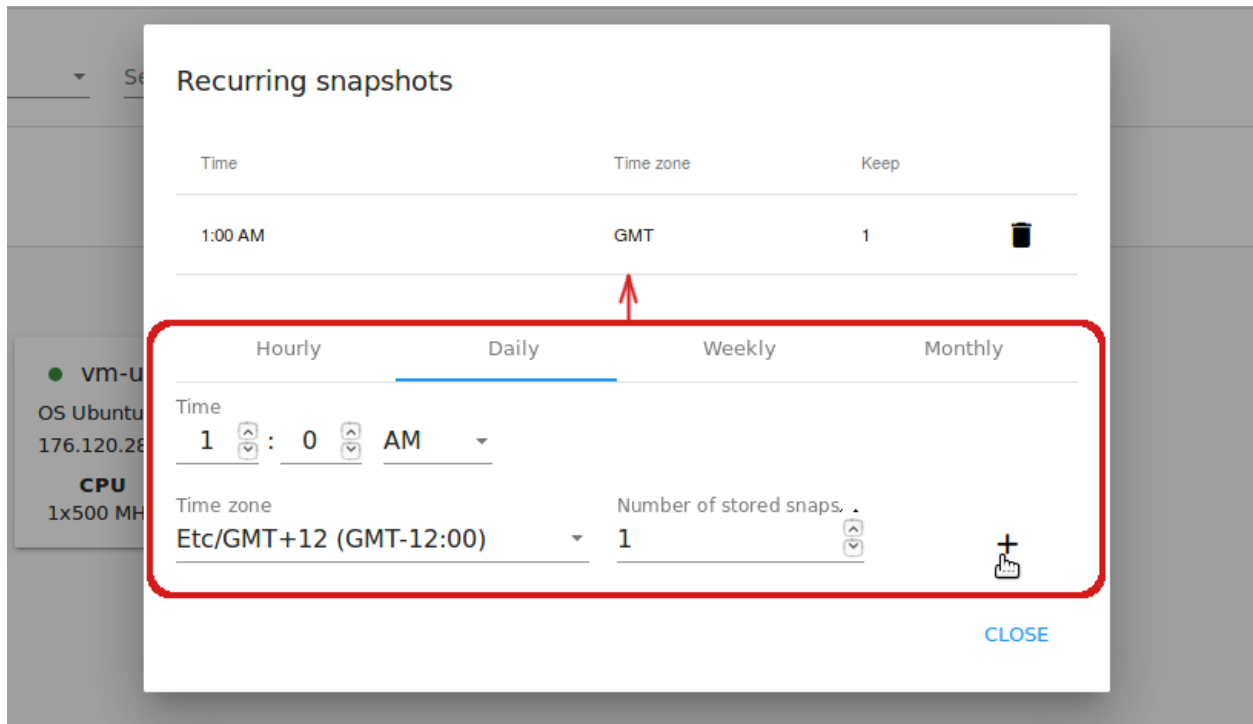 Recurring snapshots
Time Time zone Keep
1:00 AM GMT 1
Hourly Daily Weekly Monthly
vm-u
OS Ubuntu
Time
176.120.28
1 : 0 AM
CPU
1x500 MH
Time zone Number of stored snaps
Etc/GMT+12 (GMT-12:00) 1
CLOSE